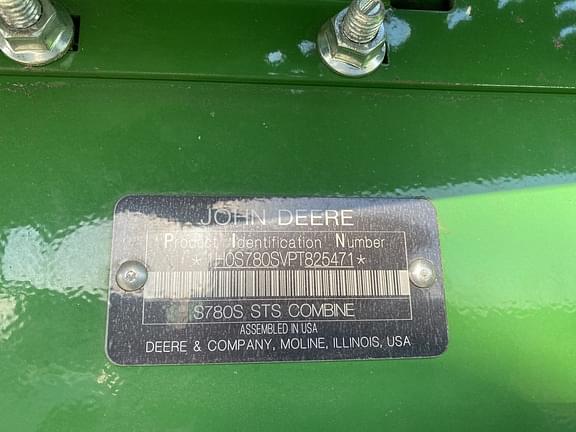 JOHN DEERE
Product Identification Number
*1H0S780SVPT825471*
S780S STS COMBINE
ASSEMBLED IN USA
DEERE & COMPANY, MOLINE, ILLINOIS, USA